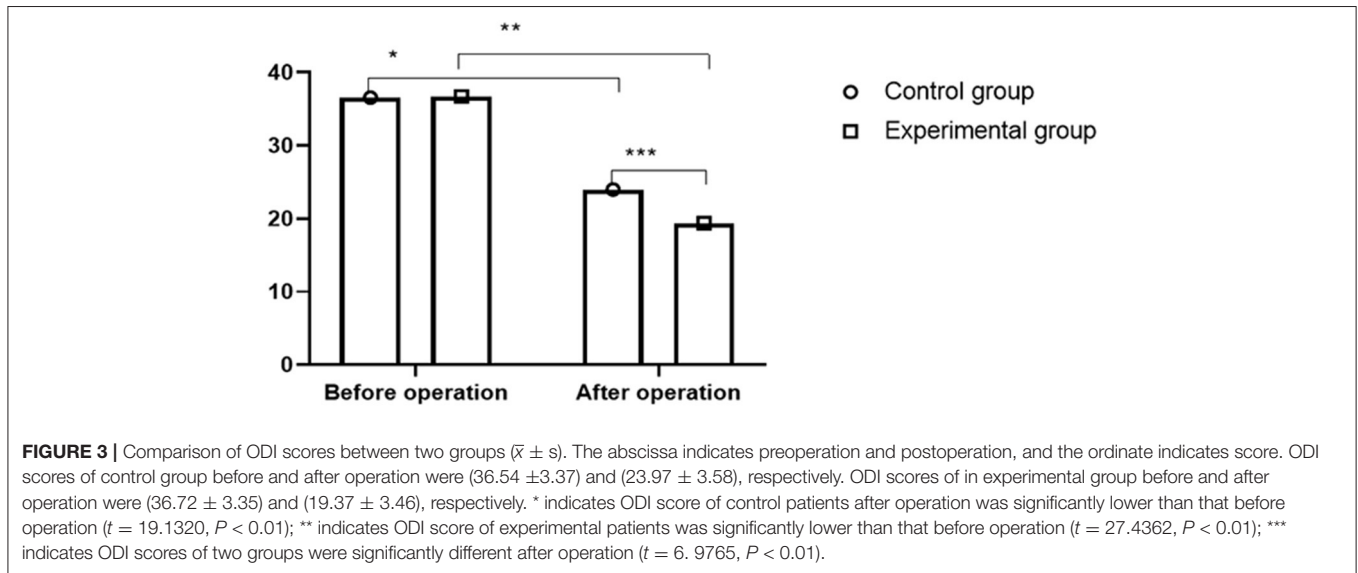 **
*
40
Control group
Experimental group
30
***
20
10
0
Before operation After operation
FIGURE 3 | Comparison of ODI scores between two groups (x̅ ± s). The abscissa indicates preoperation and postoperation, and the ordinate indicates score. ODI
scores of control group before and after operation were (36.54 ±3.37) and (23.97 ± 3.58), respectively. ODI scores of in experimental group before and after
operation were (36.72 ± 3.35) and (19.37 ± 3.46), respectively. * indicates ODI score of control patients after operation was significantly lower than that before
operation (t = 19.1320, P < 0.01); ** indicates ODI score of experimental patients was significantly lower than that before operation (t = 27.4362, P < 0.01); ***
indicates ODI scores of two groups were significantly different after operation (t = 6. 9765, P < 0.01).